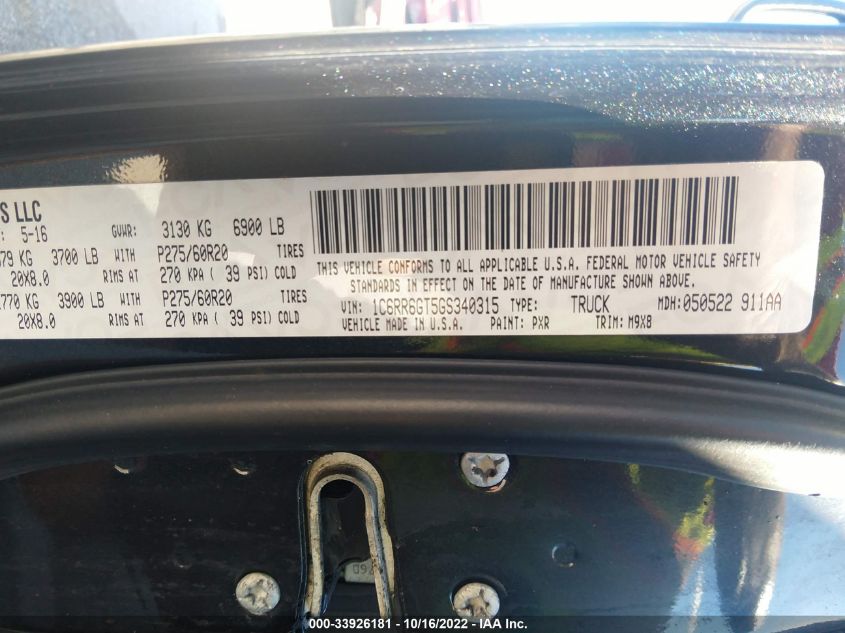 S LLC
: 5-16 GVWR: 3130 KG 6900 LB
79 KG 3700 LB WITH P275/60R20 TIRES
20X8.0 RIMS AT 270 KPA ( 39 PSI) COLD
770 KG 3900 LB WITH P275/60R20 TIRES
20X8.0 RIMS AT 270 KPA ( 39 PSI) COLD
THIS VEHICLE CONFORMS TO ALL APPLICABLE U.S.A. FEDERAL MOTOR VEHICLE SAFETY
STANDARDS IN EFFECT ON THE DATE OF MANUFACTURE SHOWN ABOVE.
VIN: 1C6RR6GT5GS340315 TYPE: TRUCK MDH: 050522 911AA
VEHICLE MADE IN U.S.A. PAINT: PXR TRIM: M9X8
000-33926181 - 10/16/2022 - IAA Inc.